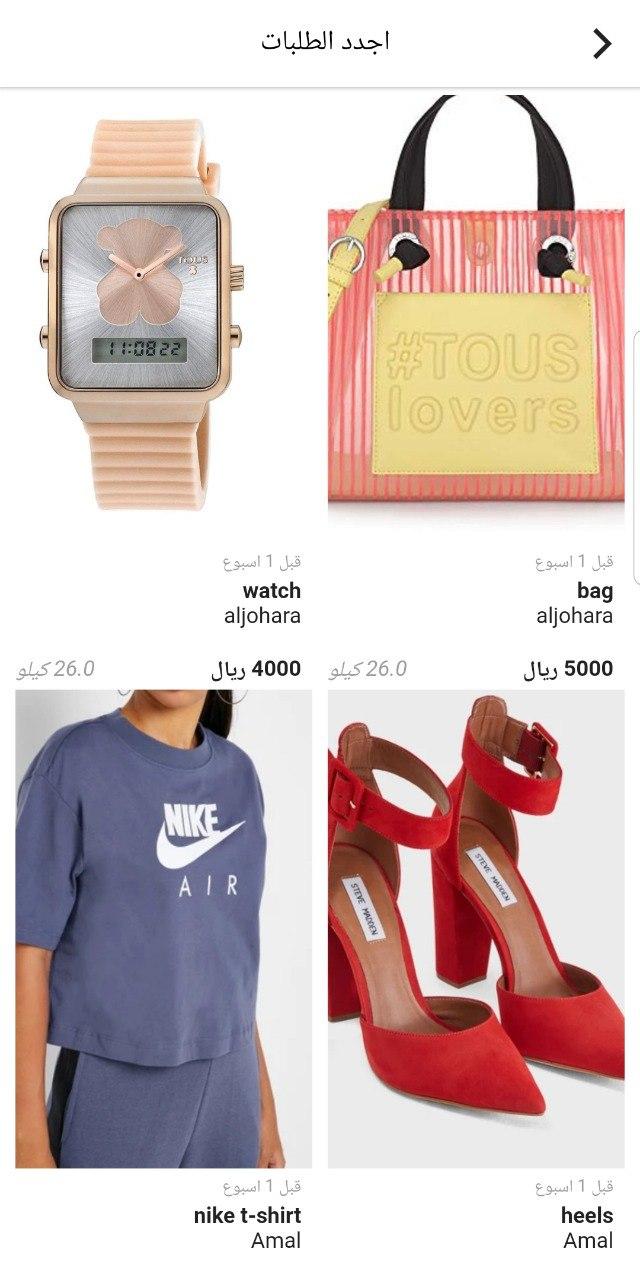 اجدد الطلبات
#TOUS
lovers
قبل 1 اسبوع
bag
aljohara
5000 ريال
26.0 كيلو
TOUS
11:08 22
قبل 1 اسبوع
watch
aljohara
4000 ريال
26.0 كيلو
STEVE MADDEN
STEVE MADDEN
قبل 1 اسبوع
heels
Amal
NIKE
AIR
قبل 1 اسبوع
nike t-shirt
Amal